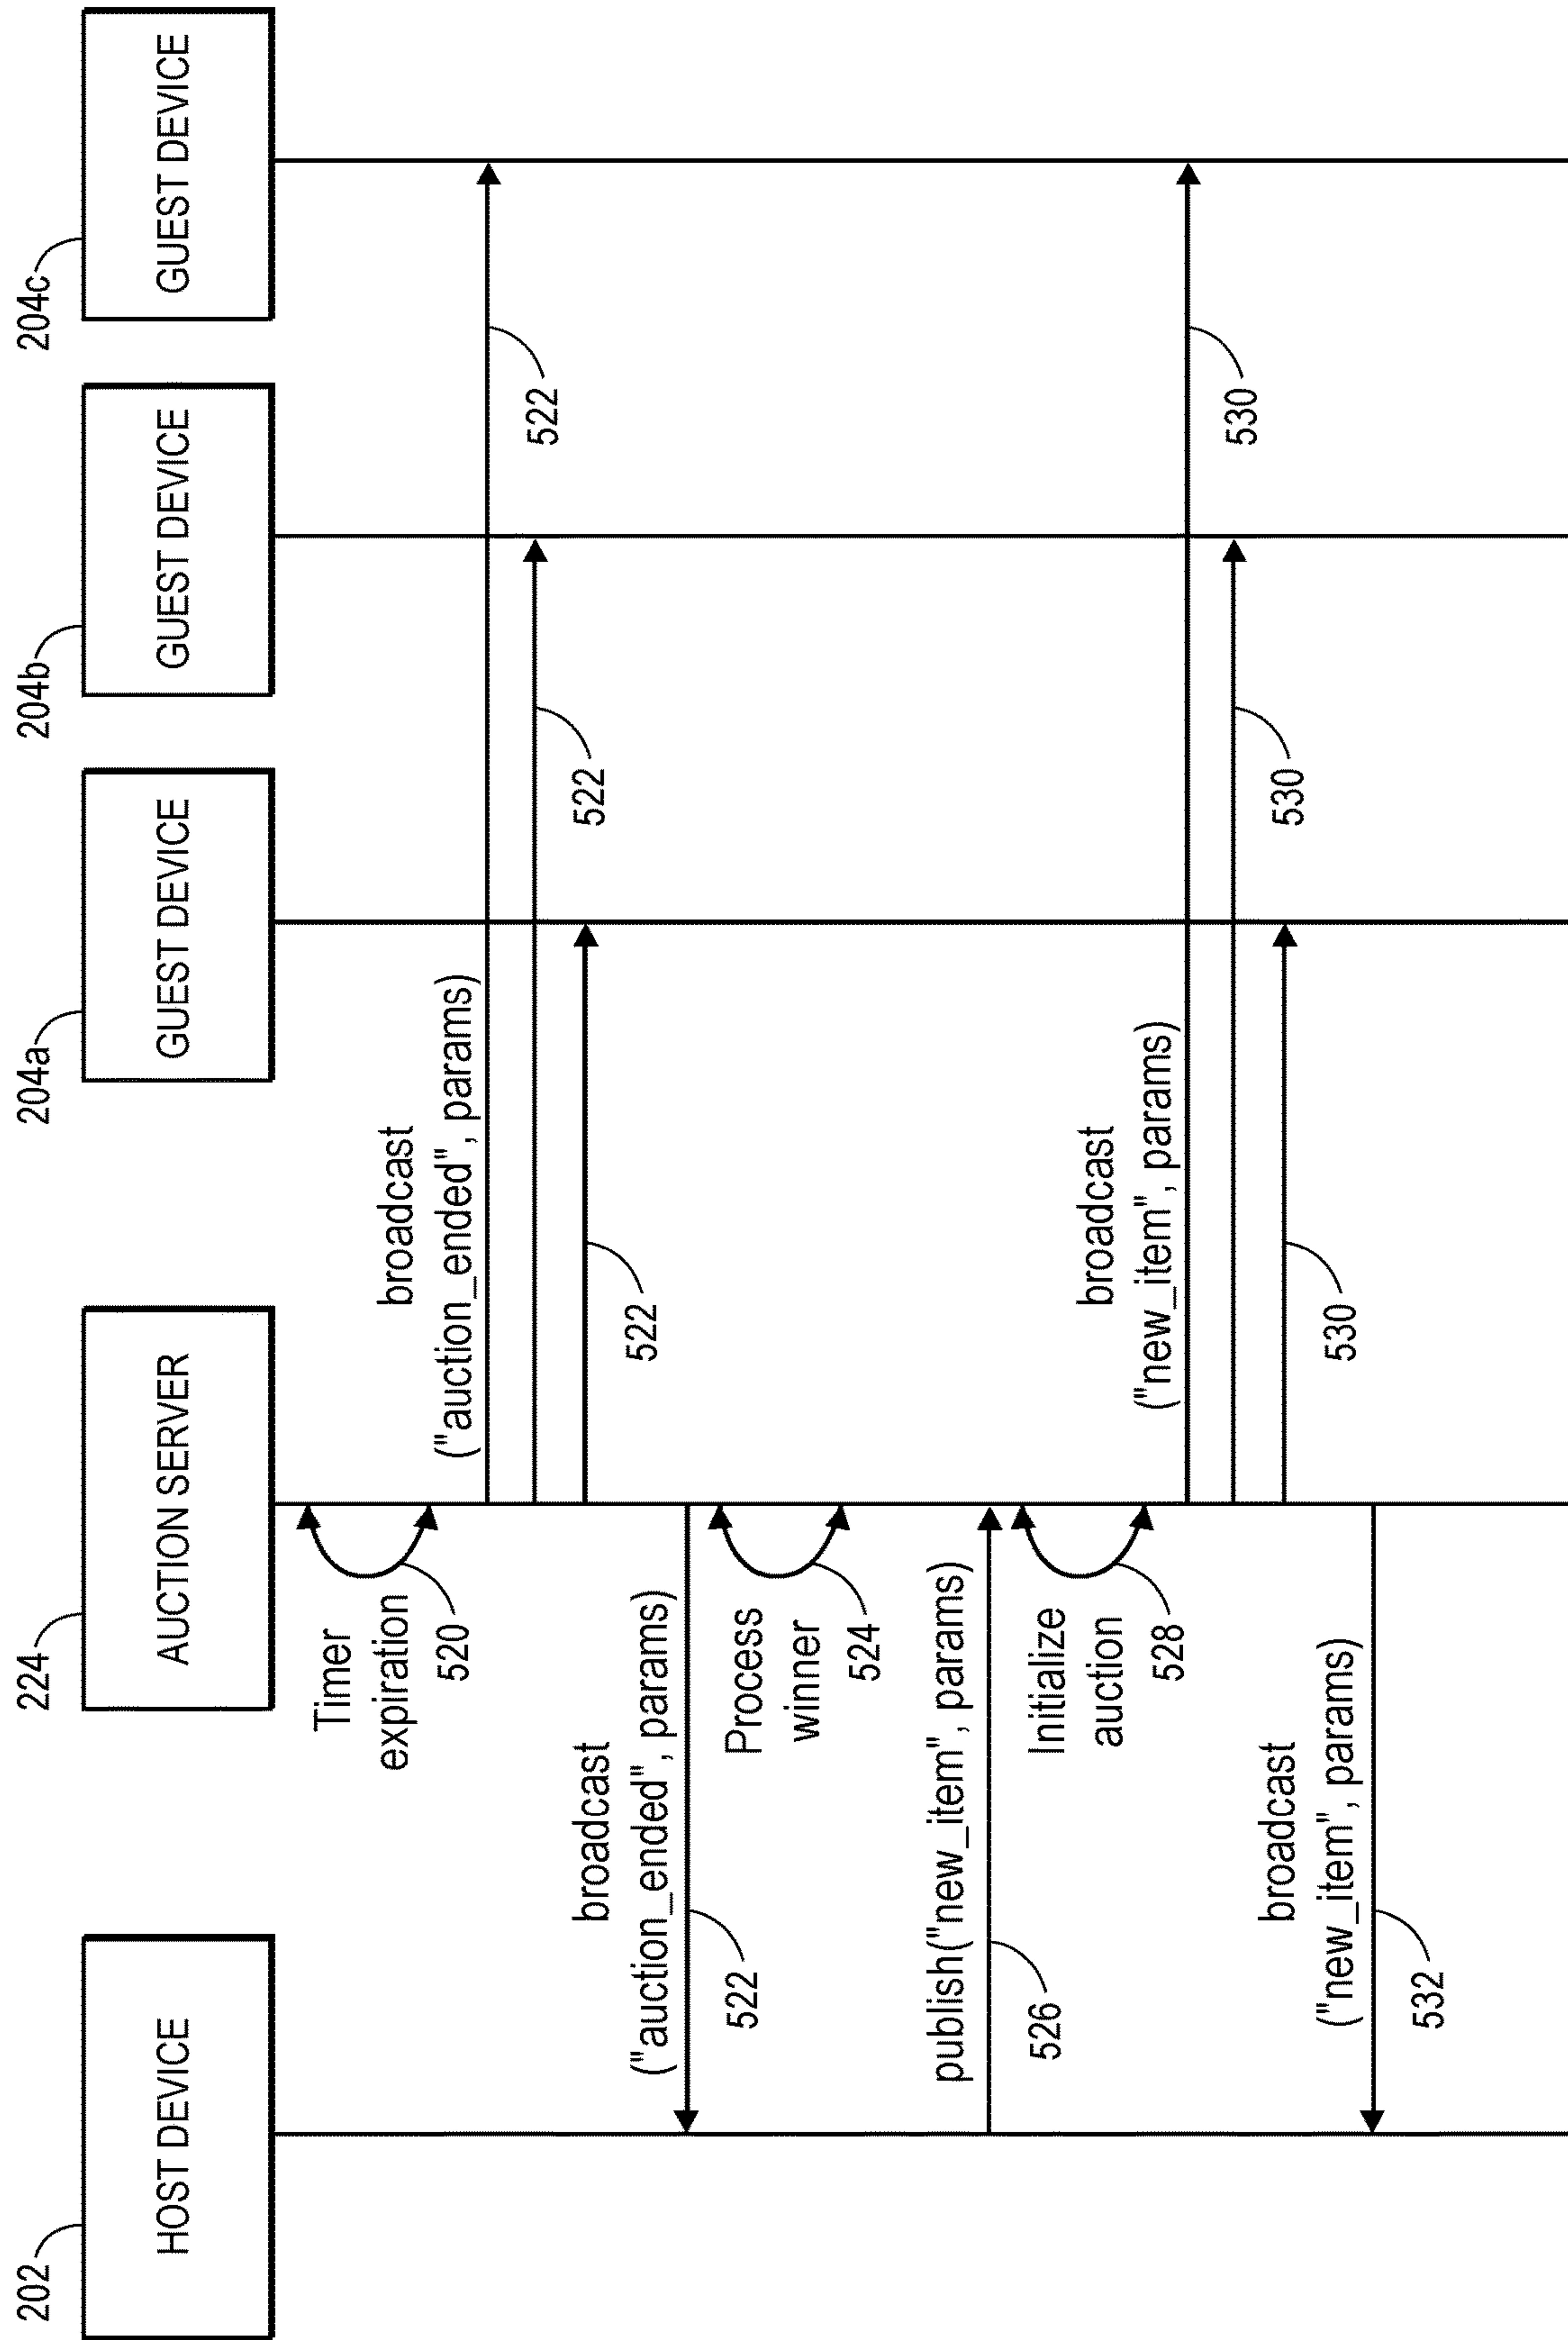 202
HOST DEVICE
224
AUCTION SERVER
204a
GUEST DEVICE
204b
GUEST DEVICE
204c
GUEST DEVICE
Timer
expiration
520
broadcast
("auction_ended", params)
522
522
522
broadcast
("auction_ended", params)
522
Process
winner
524
publish("new_item", params)
526
Initialize
auction
528
broadcast
("new_item", params)
530
530
530
broadcast
("new_item", params)
532